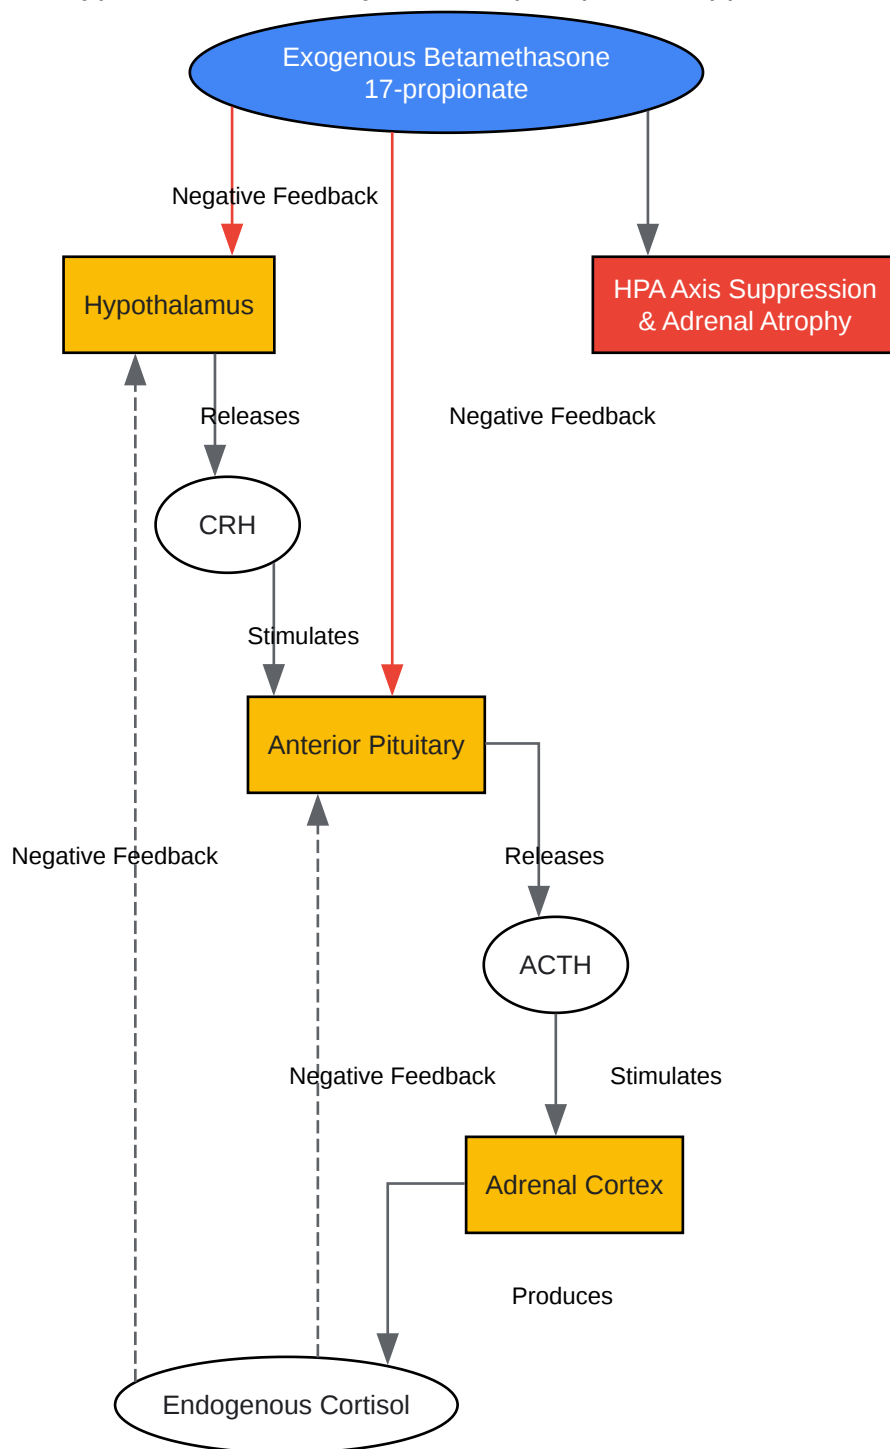 Exogenous Betamethasone
17-propionate
Negative Feedback
Hypothalamus
HPA Axis Suppression
& Adrenal Atrophy
Releases
Negative Feedback
CRH
Stimulates
Anterior Pituitary
Negative Feedback
Releases
ACTH
Negative Feedback
Stimulates
Adrenal Cortex
Produces
Endogenous Cortisol